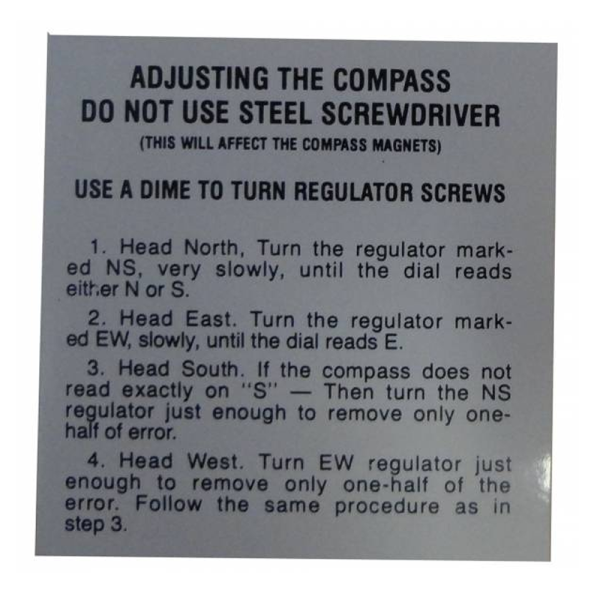 ADJUSTING THE COMPASS
DO NOT USE STEEL SCREWDRIVER
(THIS WILL AFFECT THE COMPASS MAGNETS)
USE A DIME TO TURN REGULATOR SCREWS
1. Head North, Turn the regulator mark-
ed NS, very slowly, until the dial reads
either N or S.
2. Head East. Turn the regulator mark-
ed EW, slowly, until the dial reads E.
3. Head South. If the compass does not
read exactly on "S" — Then turn the NS
regulator just enough to remove only one-
half of error.
4. Head West. Turn EW regulator just
enough to remove only one-half of the
error. Follow the same procedure as in
step 3.